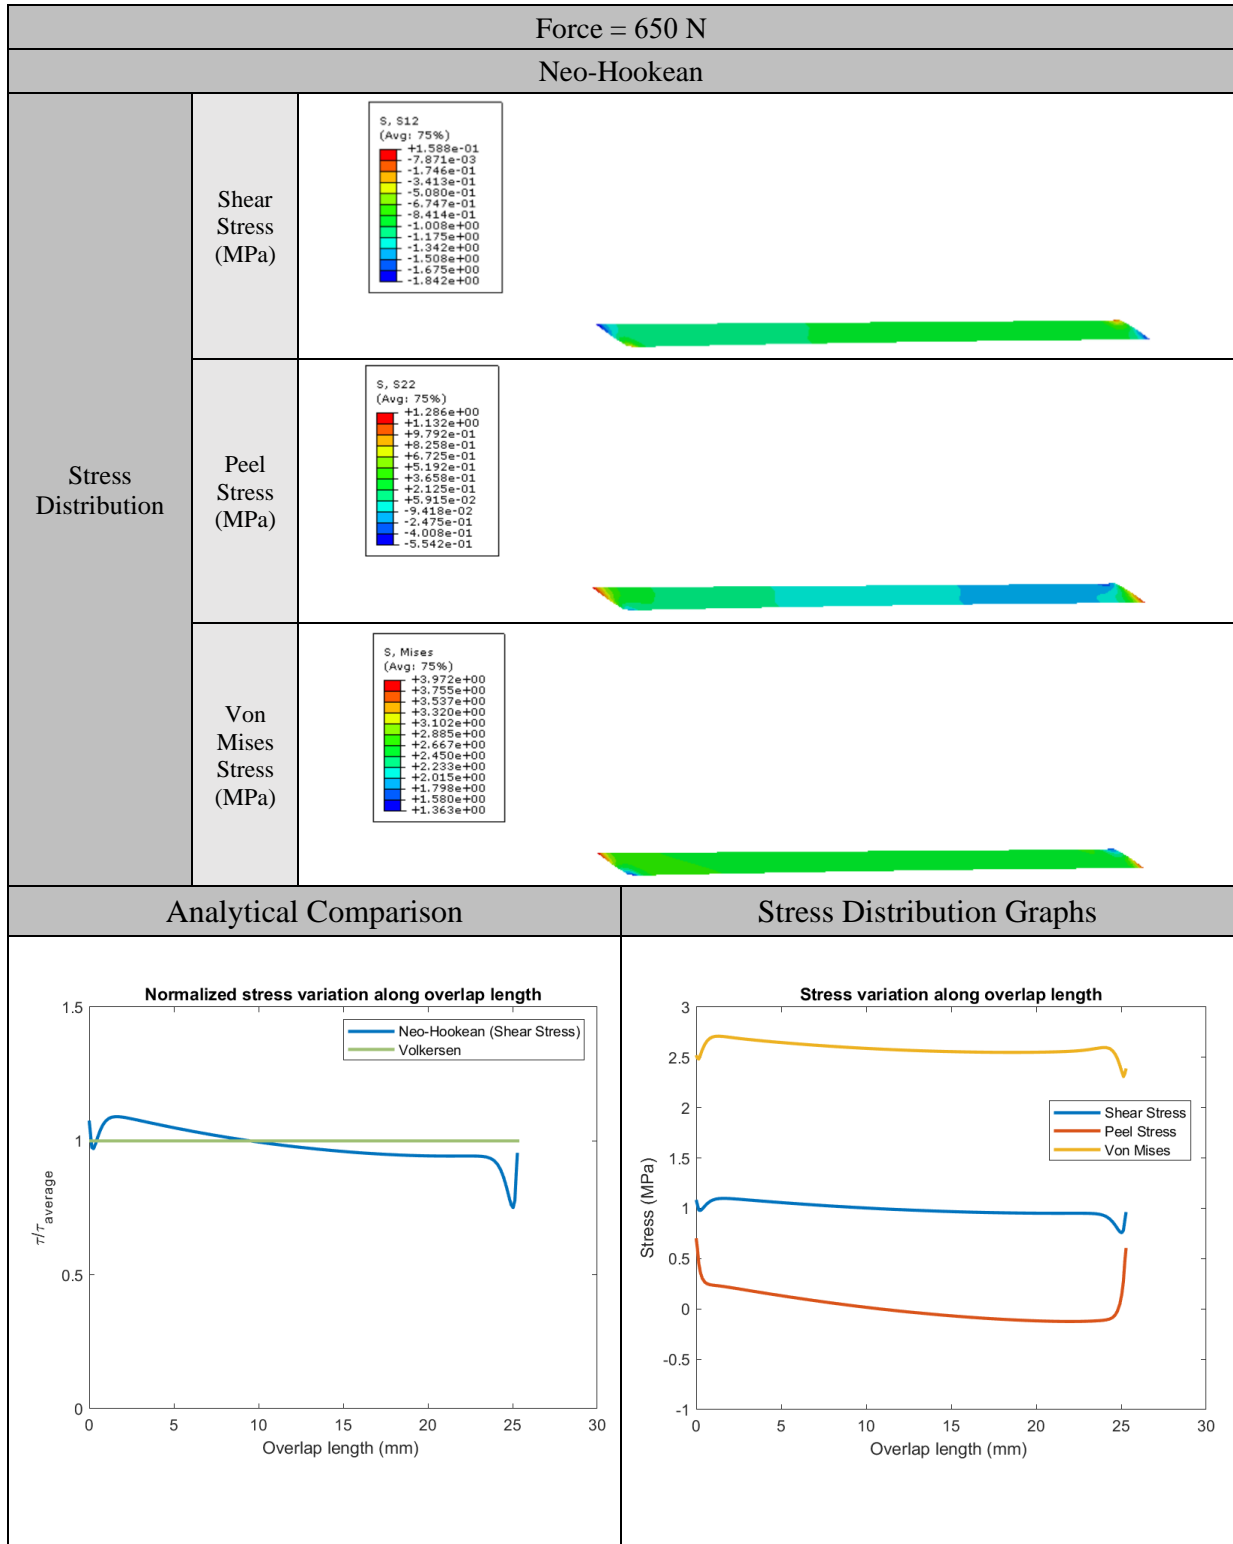 Force = 650 N
Neo-Hookean
Stress
Distribution
Shear
Stress
(MPa)
S, S12
(Avg: 75%)
+1.588e-01
-7.871e-03
-1.746e-01
-3.413e-01
-5.080e-01
-6.747e-01
-8.414e-01
-1.008e+00
-1.175e+00
-1.342e+00
-1.508e+00
-1.675e+00
-1.842e+00
Peel
Stress
(MPa)
S, S22
(Avg: 75%)
+1.286e+00
+1.132e+00
+9.792e-01
+8.258e-01
+6.725e-01
+5.192e-01
+3.658e-01
+2.125e-01
+5.915e-02
-9.418e-02
-2.475e-01
-4.008e-01
-5.542e-01
Von
Mises
Stress
(MPa)
S, Mises
(Avg: 75%)
+3.972e+00
+3.755e+00
+3.537e+00
+3.320e+00
+3.102e+00
+2.885e+00
+2.667e+00
+2.450e+00
+2.233e+00
+2.015e+00
+1.798e+00
+1.580e+00
+1.363e+00
Analytical Comparison
Normalized stress variation along overlap length
1.5
1
0.5
0
τ/τaverage
Neo-Hookean (Shear Stress)
Volkersen
0 5 10 15 20 25 30
Overlap length (mm)
Stress Distribution Graphs
Stress variation along overlap length
3
2.5
2
1.5
1
0.5
0
-0.5
-1
Stress (MPa)
Shear Stress
Peel Stress
Von Mises
0 5 10 15 20 25 30
Overlap length (mm)